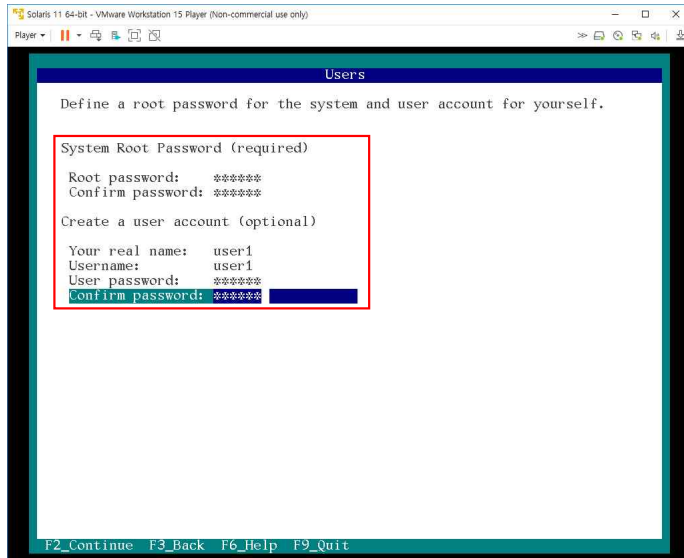 Solaris 11 64-bit - VMware Workstation 15 Player (Non-commercial use only)
Player
Users
Define a root password for the system and user account for yourself.
System Root Password (required)
Root password: ******
Confirm password: ******
Create a user account (optional)
Your real name: user1
Username: user1
User password: ******
Confirm password: ******
F2_Continue F3_Back F6_Help F9_Quit